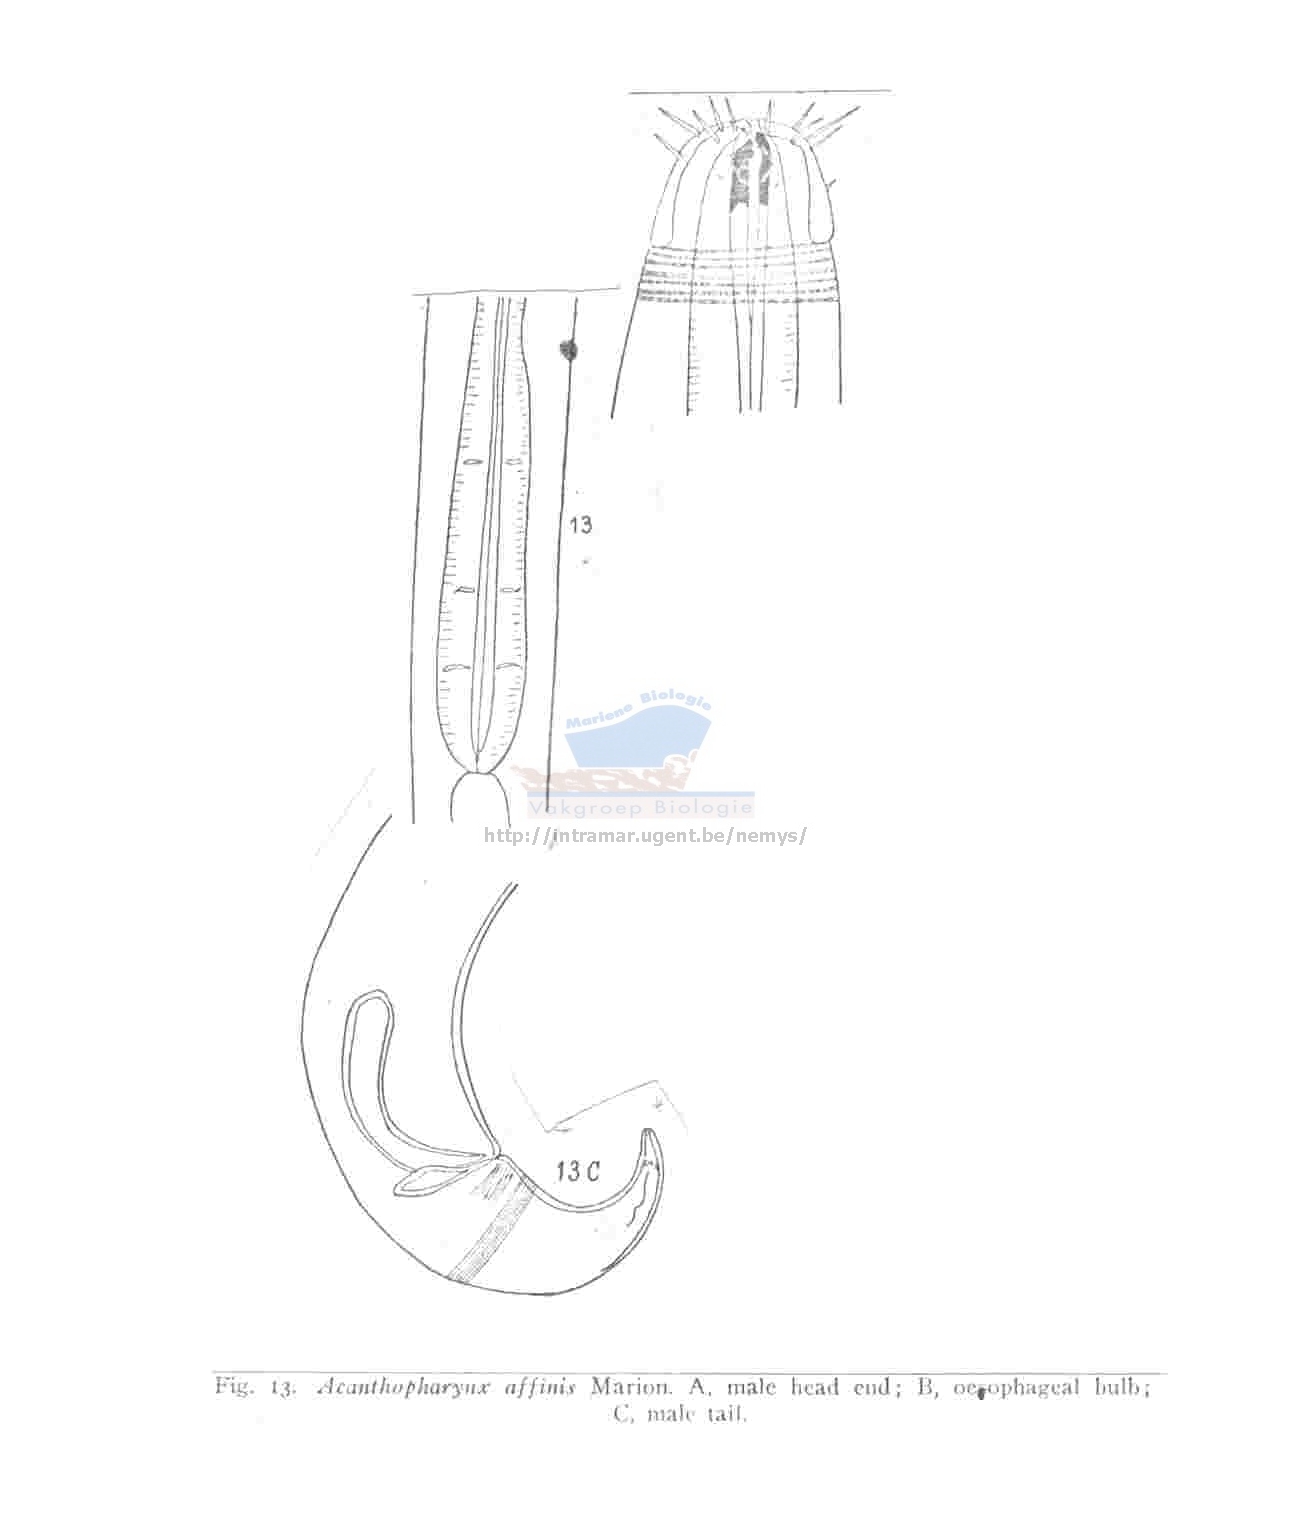 13
Mariene Biologie
Vakgroep Biologie
http://intramar.ugent.be/nemys/
13 C
Fig. 13. Acanthopharynx affinis Marion. A, male head end; B, oesophageal bulb;
C, male tail.